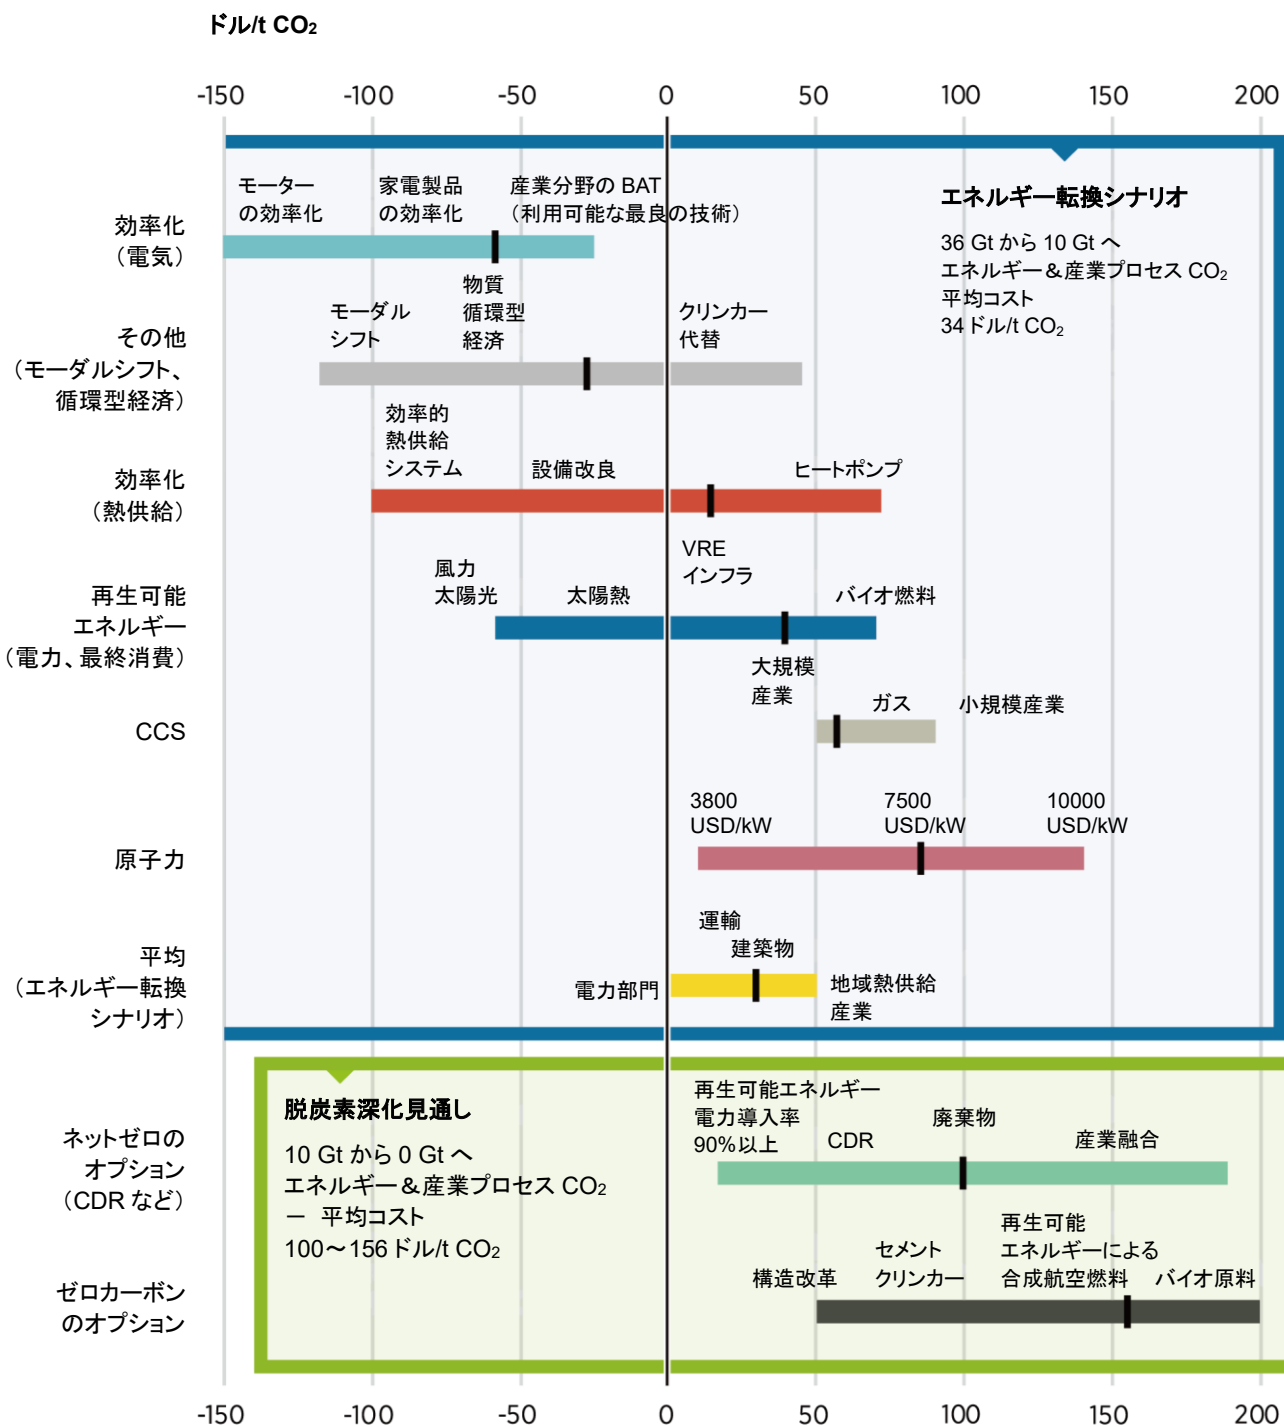 ドル/t CO₂
-150 -100 -50 0 50 100 150 200
エネルギー転換シナリオ
36 Gt から 10 Gt へ
エネルギー＆産業プロセス CO₂
平均コスト
34ドル/t CO₂
効率化
（電気）
モーター
の効率化
家電製品
の効率化
産業分野の BAT
（利用可能な最良の技術）
その他
（モーダルシフト、
循環型経済）
モーダル
シフト
物質
循環型
経済
クリンカー
代替
効率化
（熱供給）
効率的
熱供給
システム
設備改良
ヒートポンプ
再生可能
エネルギー
（電力、最終消費）
風力
太陽光
太陽熱
VRE
インフラ
バイオ燃料
CCS
大規模
産業
ガス
小規模産業
原子力
3800
USD/kW
7500
USD/kW
10000
USD/kW
平均
（エネルギー転換
シナリオ）
電力部門
運輸
建築物
地域熱供給
産業
脱炭素深化見通し
10 Gt から 0 Gt へ
エネルギー＆産業プロセス CO₂
－ 平均コスト
100～156ドル/t CO₂
ネットゼロの
オプション
（CDR など）
再生可能エネルギー
電力導入率
90%以上
CDR
廃棄物
産業融合
ゼロカーボン
のオプション
構造改革
セメント
クリンカー
再生可能
エネルギーによる
合成航空燃料
バイオ原料
-150 -100 -50 0 50 100 150 200